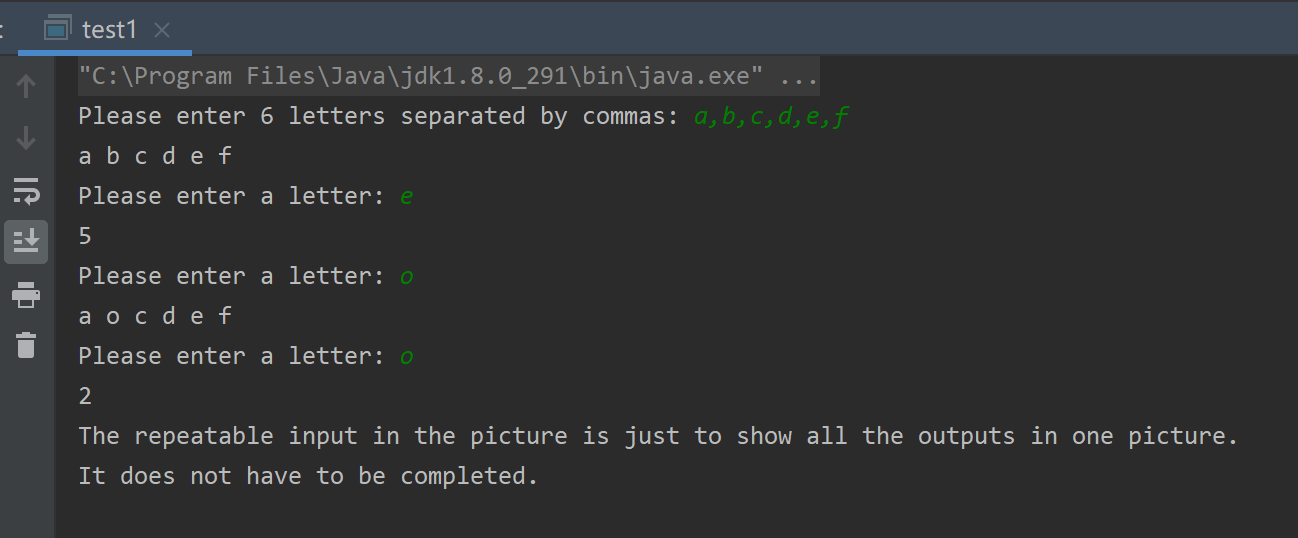 : test1
"C:\Program Files\Java\jdk1.8.0_291\bin\java.exe" ...
Please enter 6 letters separated by commas: a,b,c,d,e,f
a b c d e f
Please enter a letter: e
5
Please enter a letter: o
a o c d e f
Please enter a letter: o
2
The repeatable input in the picture is just to show all the outputs in one picture.
It does not have to be completed.